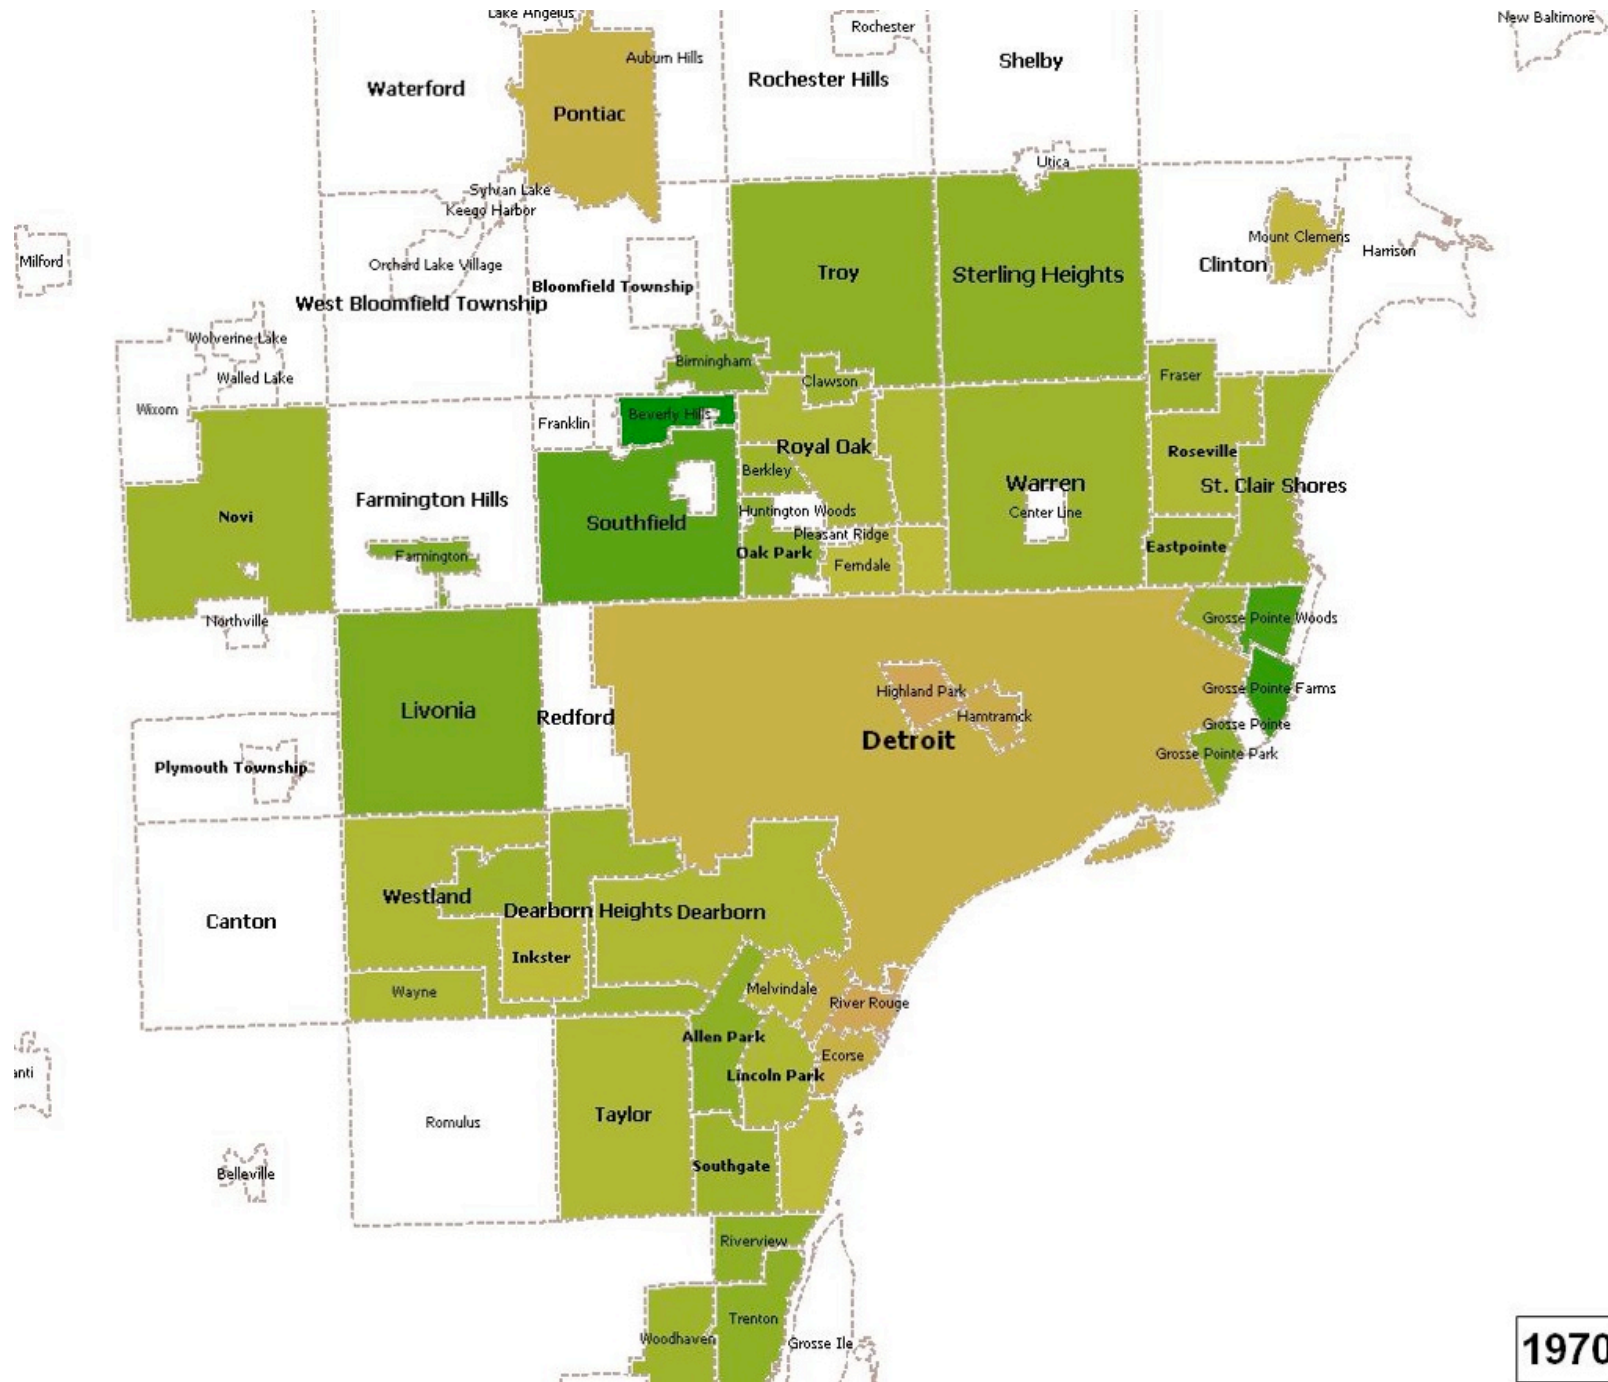 Lake Angelus
Rochester
New Baltimore
Auburn Hills
Shelby
Waterford
Rochester Hills
Pontiac
Utica
Sylvan Lake
Keego Harbor
Mount Clemens
Milford
Orchard Lake Village
Clinton
Harrison
Troy
Sterling Heights
Bloomfield Township
West Bloomfield Township
Wolverine Lake
Birmingham
Walled Lake
Clawson
Fraser
Wixom
Beverly Hills
Franklin
Royal Oak
Roseville
Berkley
Warren
St. Clair Shores
Farmington Hills
Huntington Woods
Center Line
Novi
Southfield
Pleasant Ridge
Eastpointe
Farmington
Oak Park
Ferndale
Northville
Grosse Pointe Woods
Highland Park
Grosse Pointe Farms
Livonia
Redford
Hamtramck
Grosse Pointe
Detroit
Grosse Pointe Park
Plymouth Township
Westland
Dearborn Heights
Dearborn
Canton
Inkster
Wayne
Melvindale
River Rouge
Allen Park
Ecorse
anti
Lincoln Park
Taylor
Romulus
Southgate
Belleville
Riverview
Trenton
Woodhaven
Grosse Ile
1970